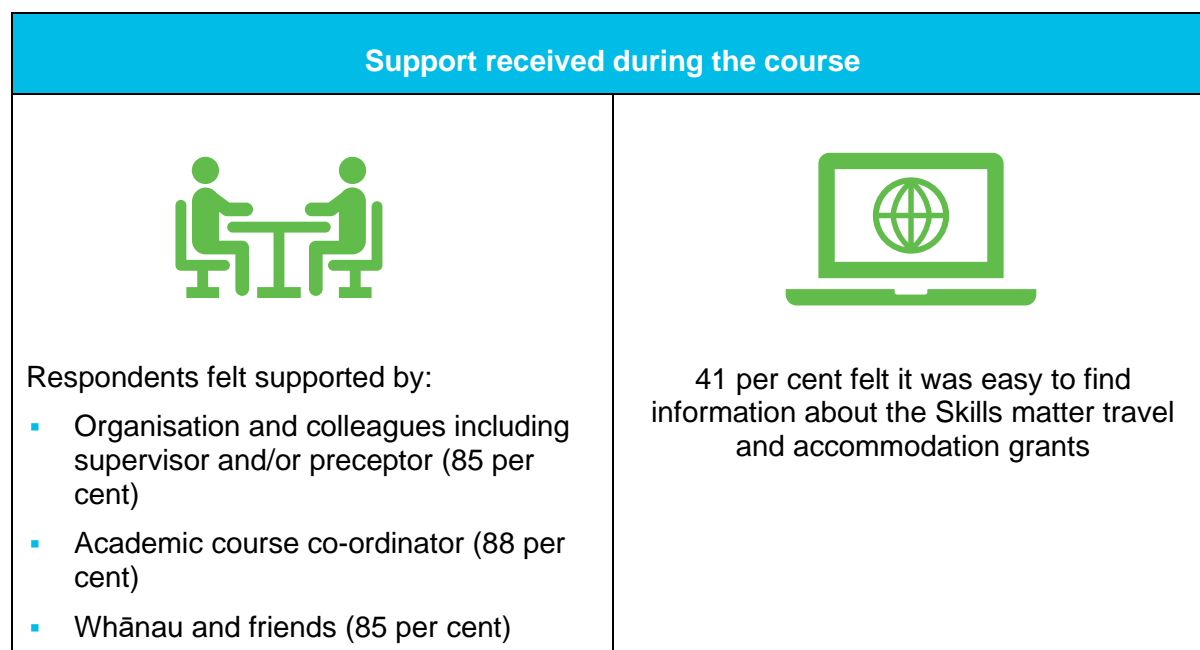 Support received during the course
Respondents felt supported by:
▪ Organisation and colleagues including
supervisor and/or preceptor (85 per
cent)
▪ Academic course co-ordinator (88 per
cent)
▪ Whānau and friends (85 per cent)
41 per cent felt it was easy to find
information about the Skills matter travel
and accommodation grants